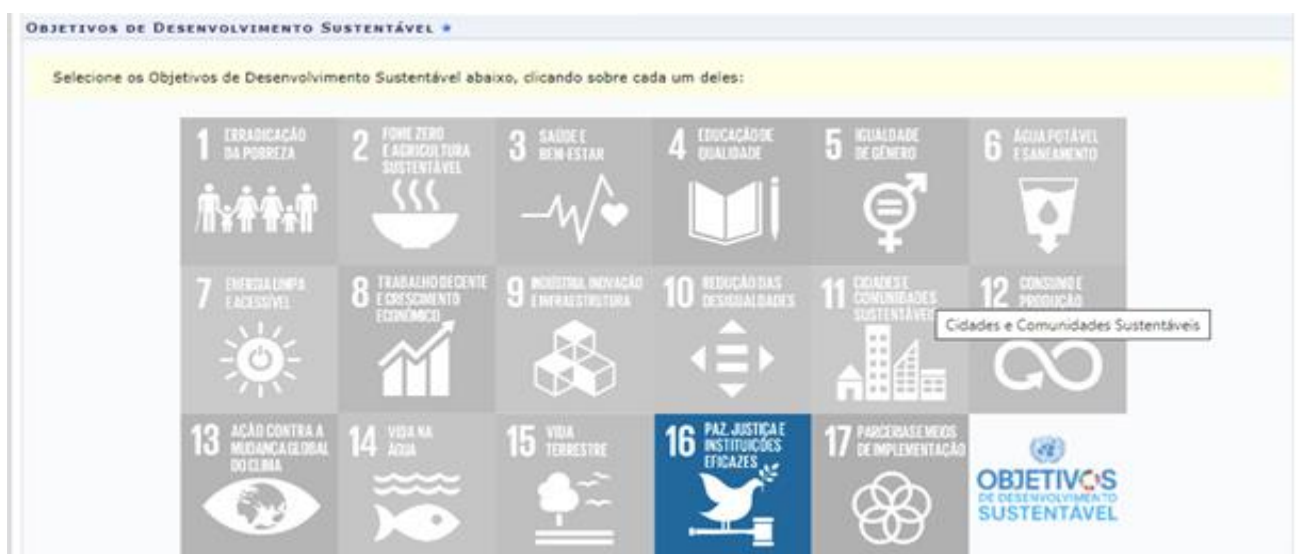 OBJETIVOS DE DESENVOLVIMENTO SUSTENTÁVEL
Selecione os Objetivos de Desenvolvimento Sustentável abaixo, clicando sobre cada um deles:
1 ERRADICAÇÃO
DA POBREZA
2 FOME ZERO
E AGRICULTURA
SUSTENTÁVEL
3 SAÚDE E
BEM-ESTAR
4 EDUCAÇÃO DE
QUALIDADE
5 IGUALDADE
DE GÊNERO
6 ÁGUA POTÁVEL
E SANEAMENTO
7 ENERGIA LIMPA
E ACESSÍVEL
8 TRABALHO DECENTE
E CRESCIMENTO
ECONÔMICO
9 INDÚSTRIA, INOVAÇÃO
E INFRAESTRUTURA
10 REDUÇÃO DAS
DESIGUALDADES
11 CIDADES E
COMUNIDADES
SUSTENTÁVEIS
12 CONSUMO E
PRODUÇÃO
Cidades e Comunidades Sustentáveis
13 AÇÃO CONTRA A
MUDANÇA GLOBAL
DO CLIMA
14 VIDA NA
ÁGUA
15 VIDA
TERRESTRE
16 PAZ, JUSTIÇA E
INSTITUIÇÕES
EFICAZES
17 PARCERIAS E MEIOS
DE IMPLEMENTAÇÃO
OBJETIVOS
DE DESENVOLVIMENTO
SUSTENTÁVEL